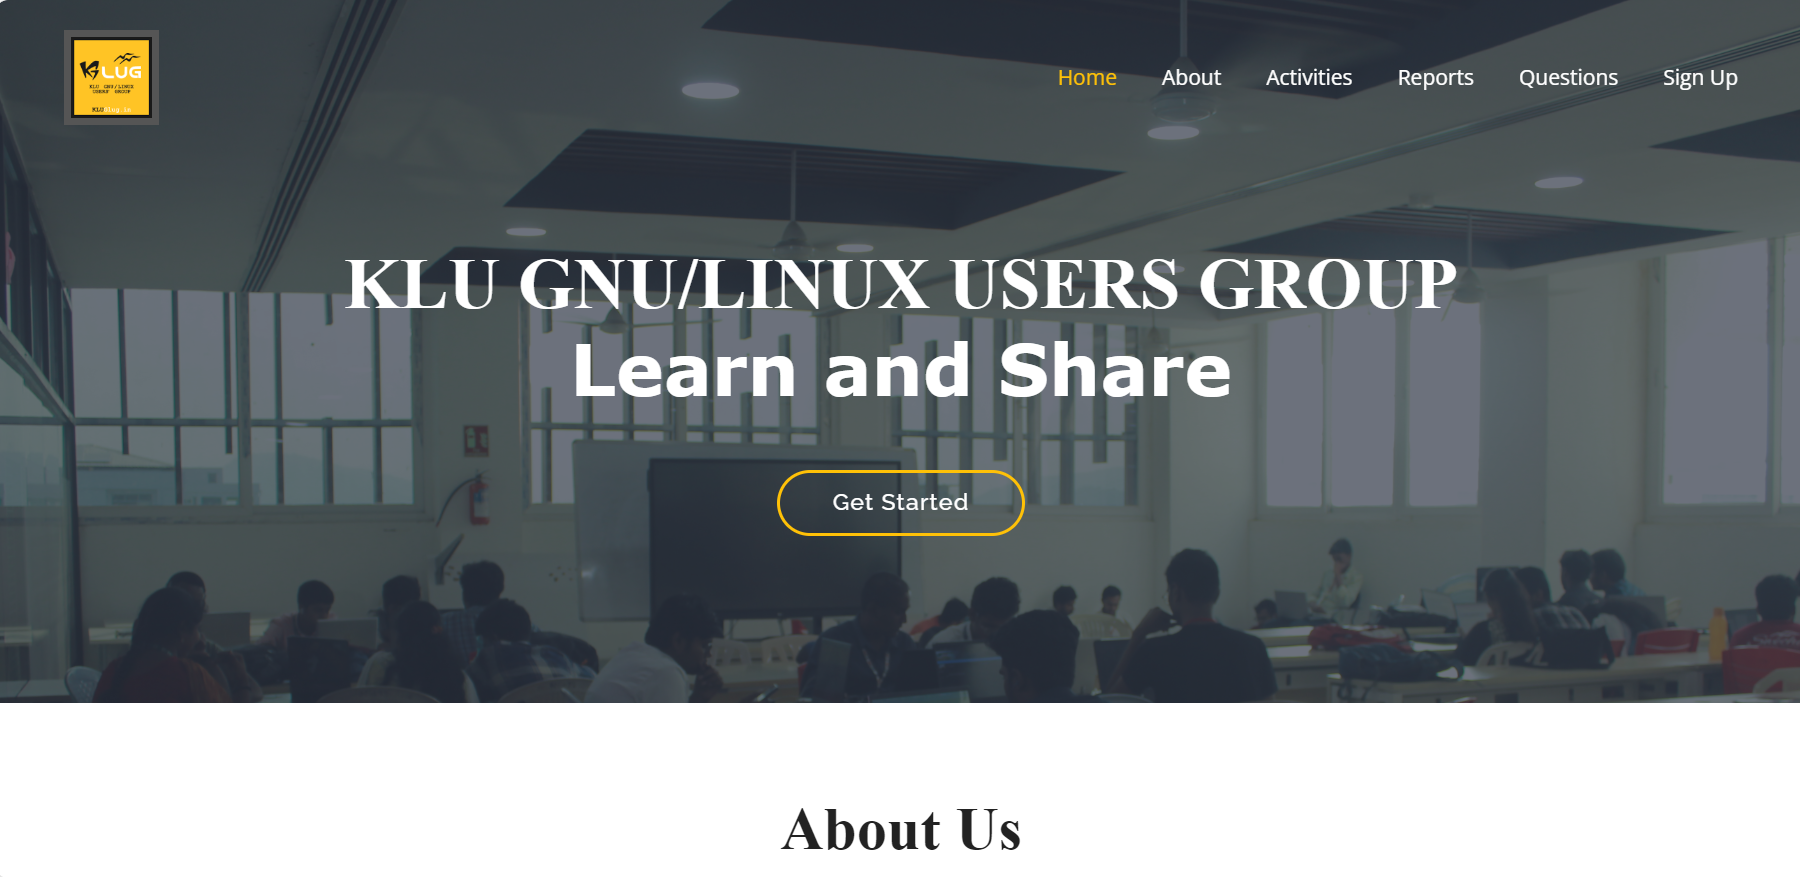 KLUG
KLU GNU/LINUX
USERS GROUP
Home About Activities Reports Questions Sign Up
KLU GNU/LINUX USERS GROUP
Learn and Share
Get Started
About Us